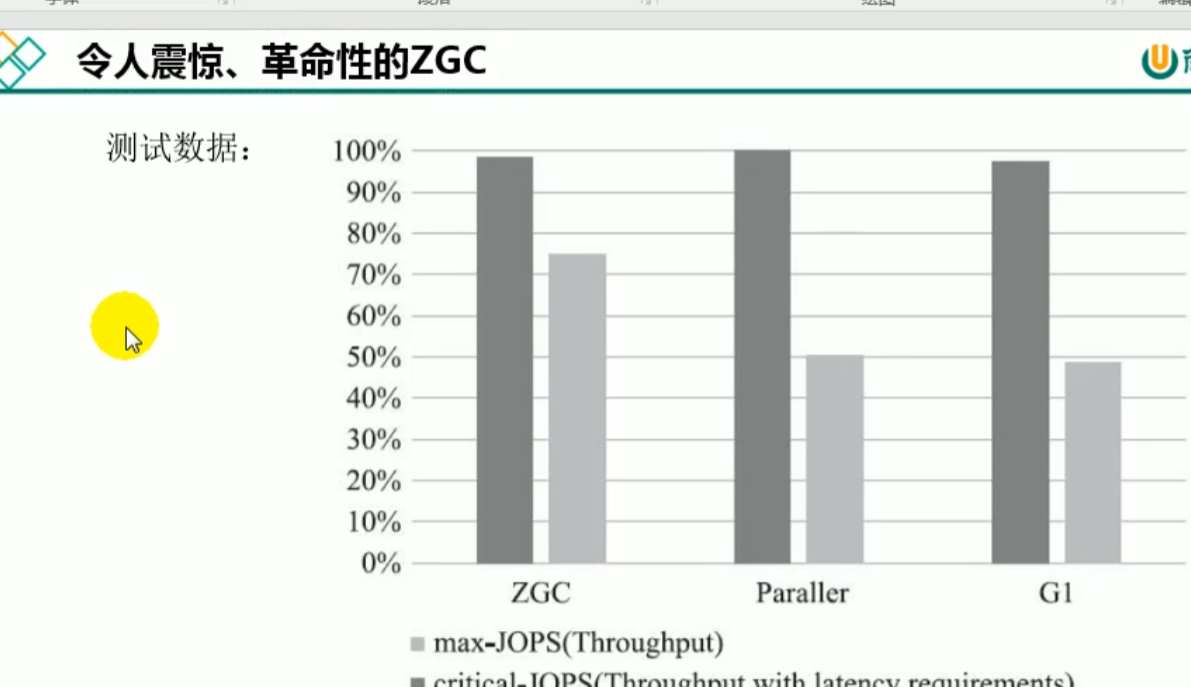 令人震惊、革命性的ZGC
测试数据：
100%
90%
80%
70%
60%
50%
40%
30%
20%
10%
0%
ZGC Paraller G1
max-JOPS(Throughput)
critical-JOPS(Throughput with latency requirements)